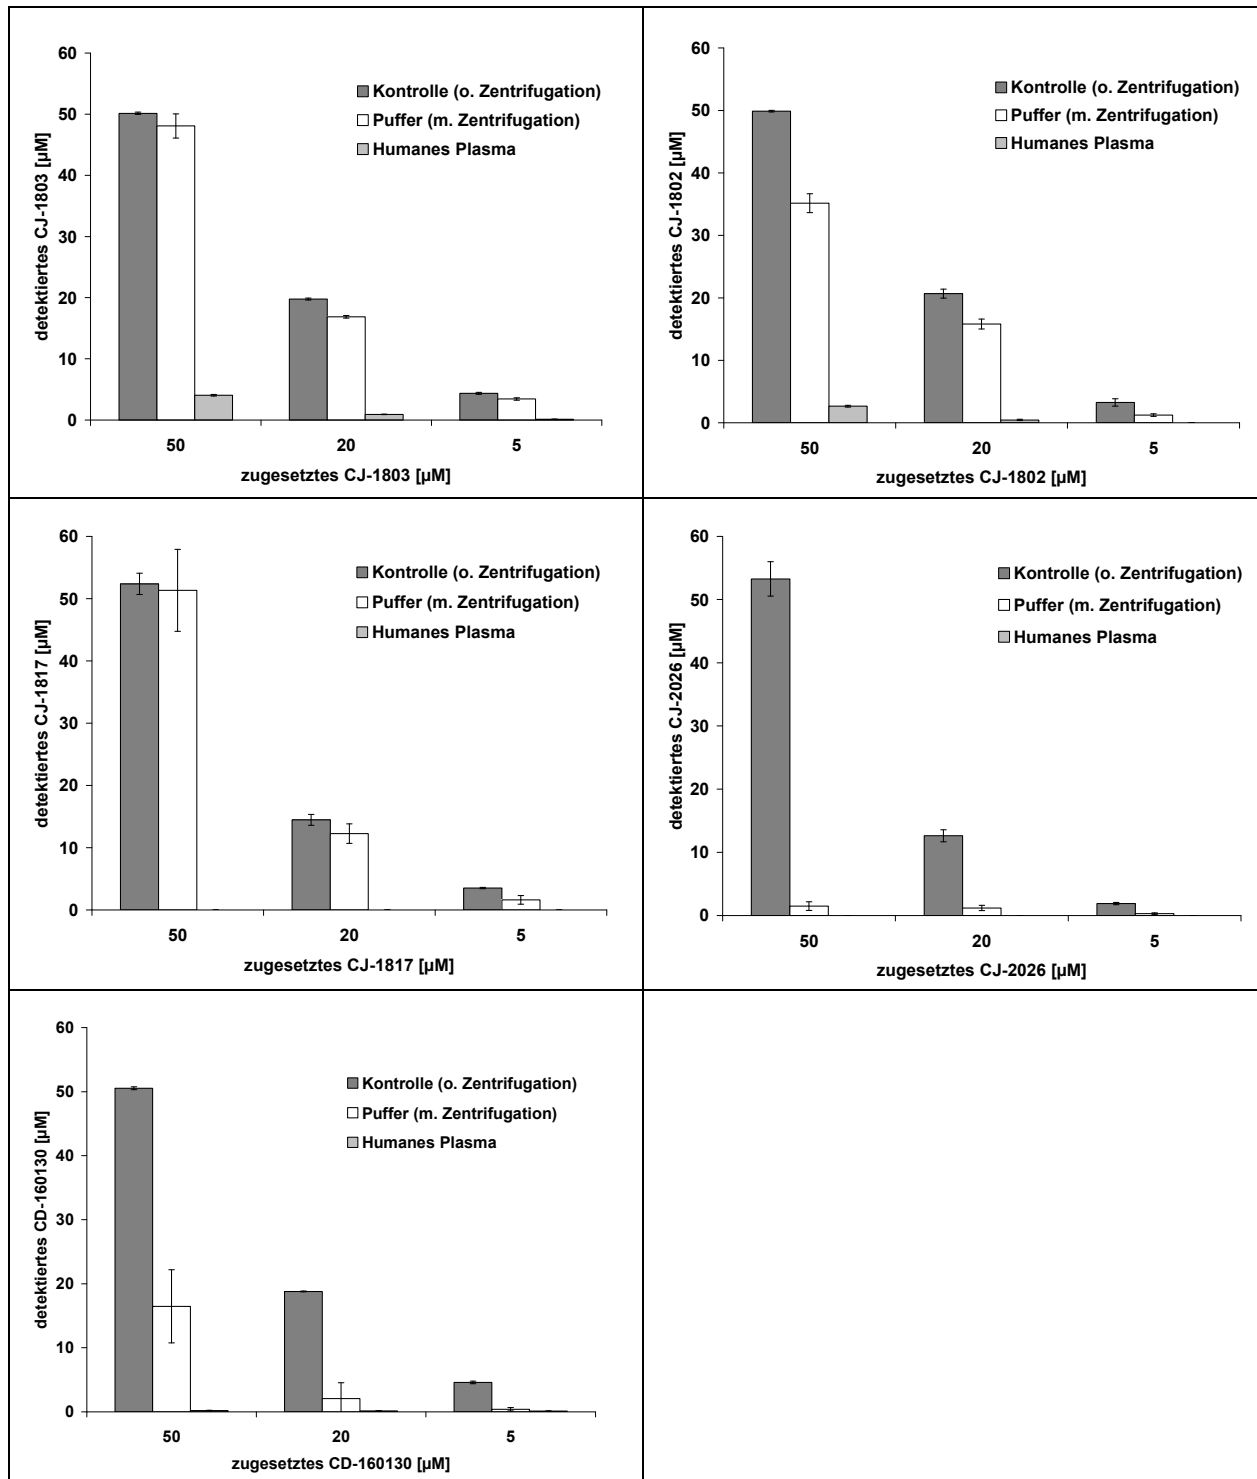 60
50
40
30
20
10
0
detektiertes CJ-1803 [µM]
Kontrolle (o. Zentrifugation)
Puffer (m. Zentrifugation)
Humanes Plasma
50 20 5
zugesetztes CJ-1803 [µM]
60
50
40
30
20
10
0
detektiertes CJ-1802 [µM]
Kontrolle (o. Zentrifugation)
Puffer (m. Zentrifugation)
Humanes Plasma
50 20 5
zugesetztes CJ-1802 [µM]
60
50
40
30
20
10
0
detektiertes CJ-1817 [µM]
Kontrolle (o. Zentrifugation)
Puffer (m. Zentrifugation)
Humanes Plasma
50 20 5
zugesetztes CJ-1817 [µM]
60
50
40
30
20
10
0
detektiertes CJ-2026 [µM]
Kontrolle (o. Zentrifugation)
Puffer (m. Zentrifugation)
Humanes Plasma
50 20 5
zugesetztes CJ-2026 [µM]
60
50
40
30
20
10
0
detektiertes CD-160130 [µM]
Kontrolle (o. Zentrifugation)
Puffer (m. Zentrifugation)
Humanes Plasma
50 20 5
zugesetztes CD-160130 [µM]